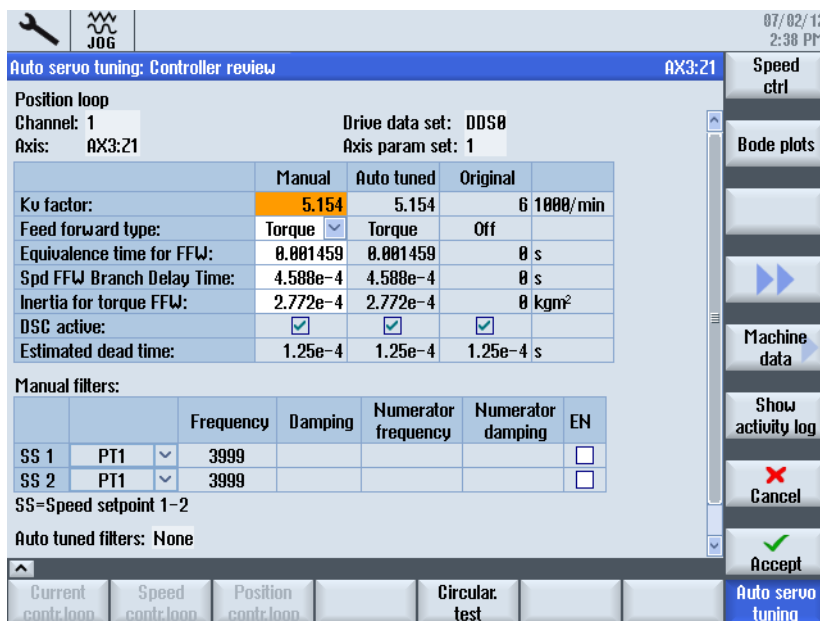 JOG
07/02/12
2:38 PM
Auto servo tuning: Controller review AX3:Z1
Position loop
Channel: 1 Drive data set: DDS0
Axis: AX3:Z1 Axis param set: 1
Manual Auto tuned Original
Kv factor: 5.154 5.154 6 1000/min
Feed forward type: Torque Torque Off
Equivalence time for FFW: 0.001459 0.001459 0 s
Spd FFW Branch Delay Time: 4.588e-4 4.588e-4 0 s
Inertia for torque FFW: 2.772e-4 2.772e-4 0 kgm²
DSC active:
Estimated dead time: 1.25e-4 1.25e-4 1.25e-4 s
Manual filters:
Frequency Damping Numerator frequency Numerator damping EN
SS 1 PT1 3999
SS 2 PT1 3999
SS=Speed setpoint 1-2
Auto tuned filters: None
Speed
ctrl
Bode plots
Machine
data
Show
activity log
Cancel
Accept
Current
contr.loop
Speed
contr.loop
Position
contr.loop
Circular.
test
Auto servo
tuning